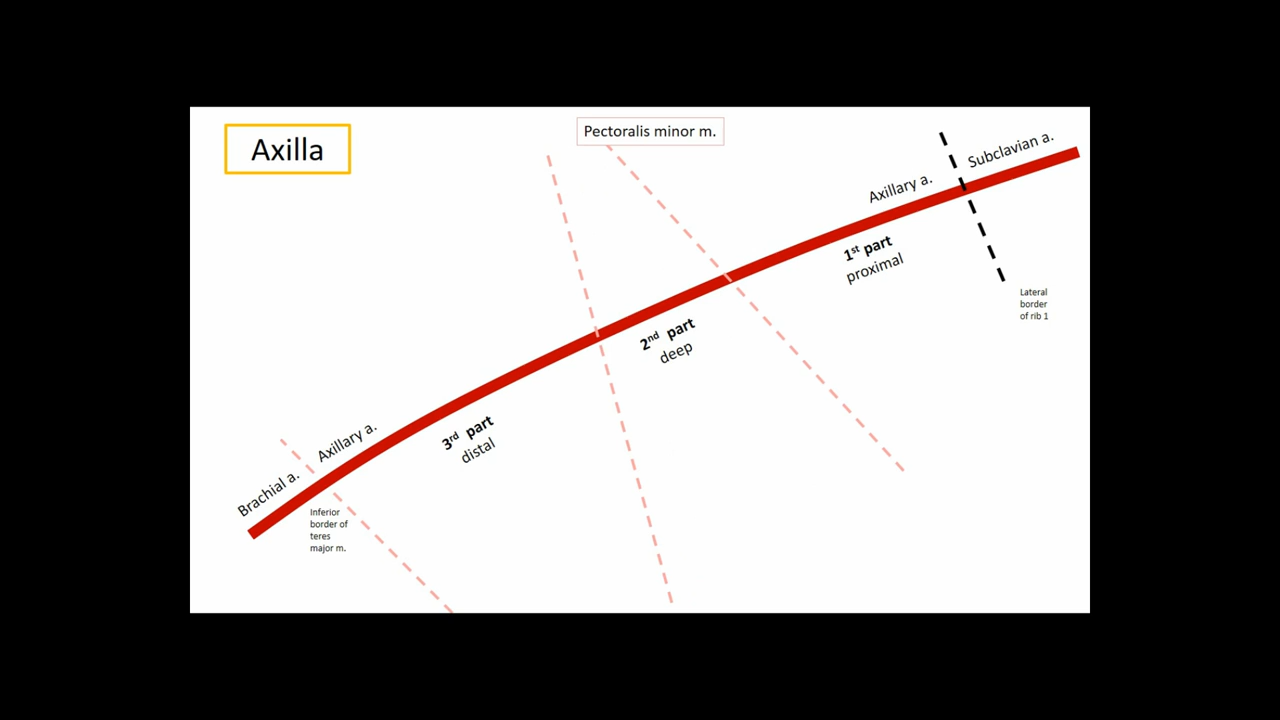 Axilla
Pectoralis minor m.
Subclavian a.
Axillary a.
1st part
proximal
Lateral
border
of rib 1
2nd part
deep
3rd part
distal
Axillary a.
Brachial a.
Inferior
border of
teres
major m.